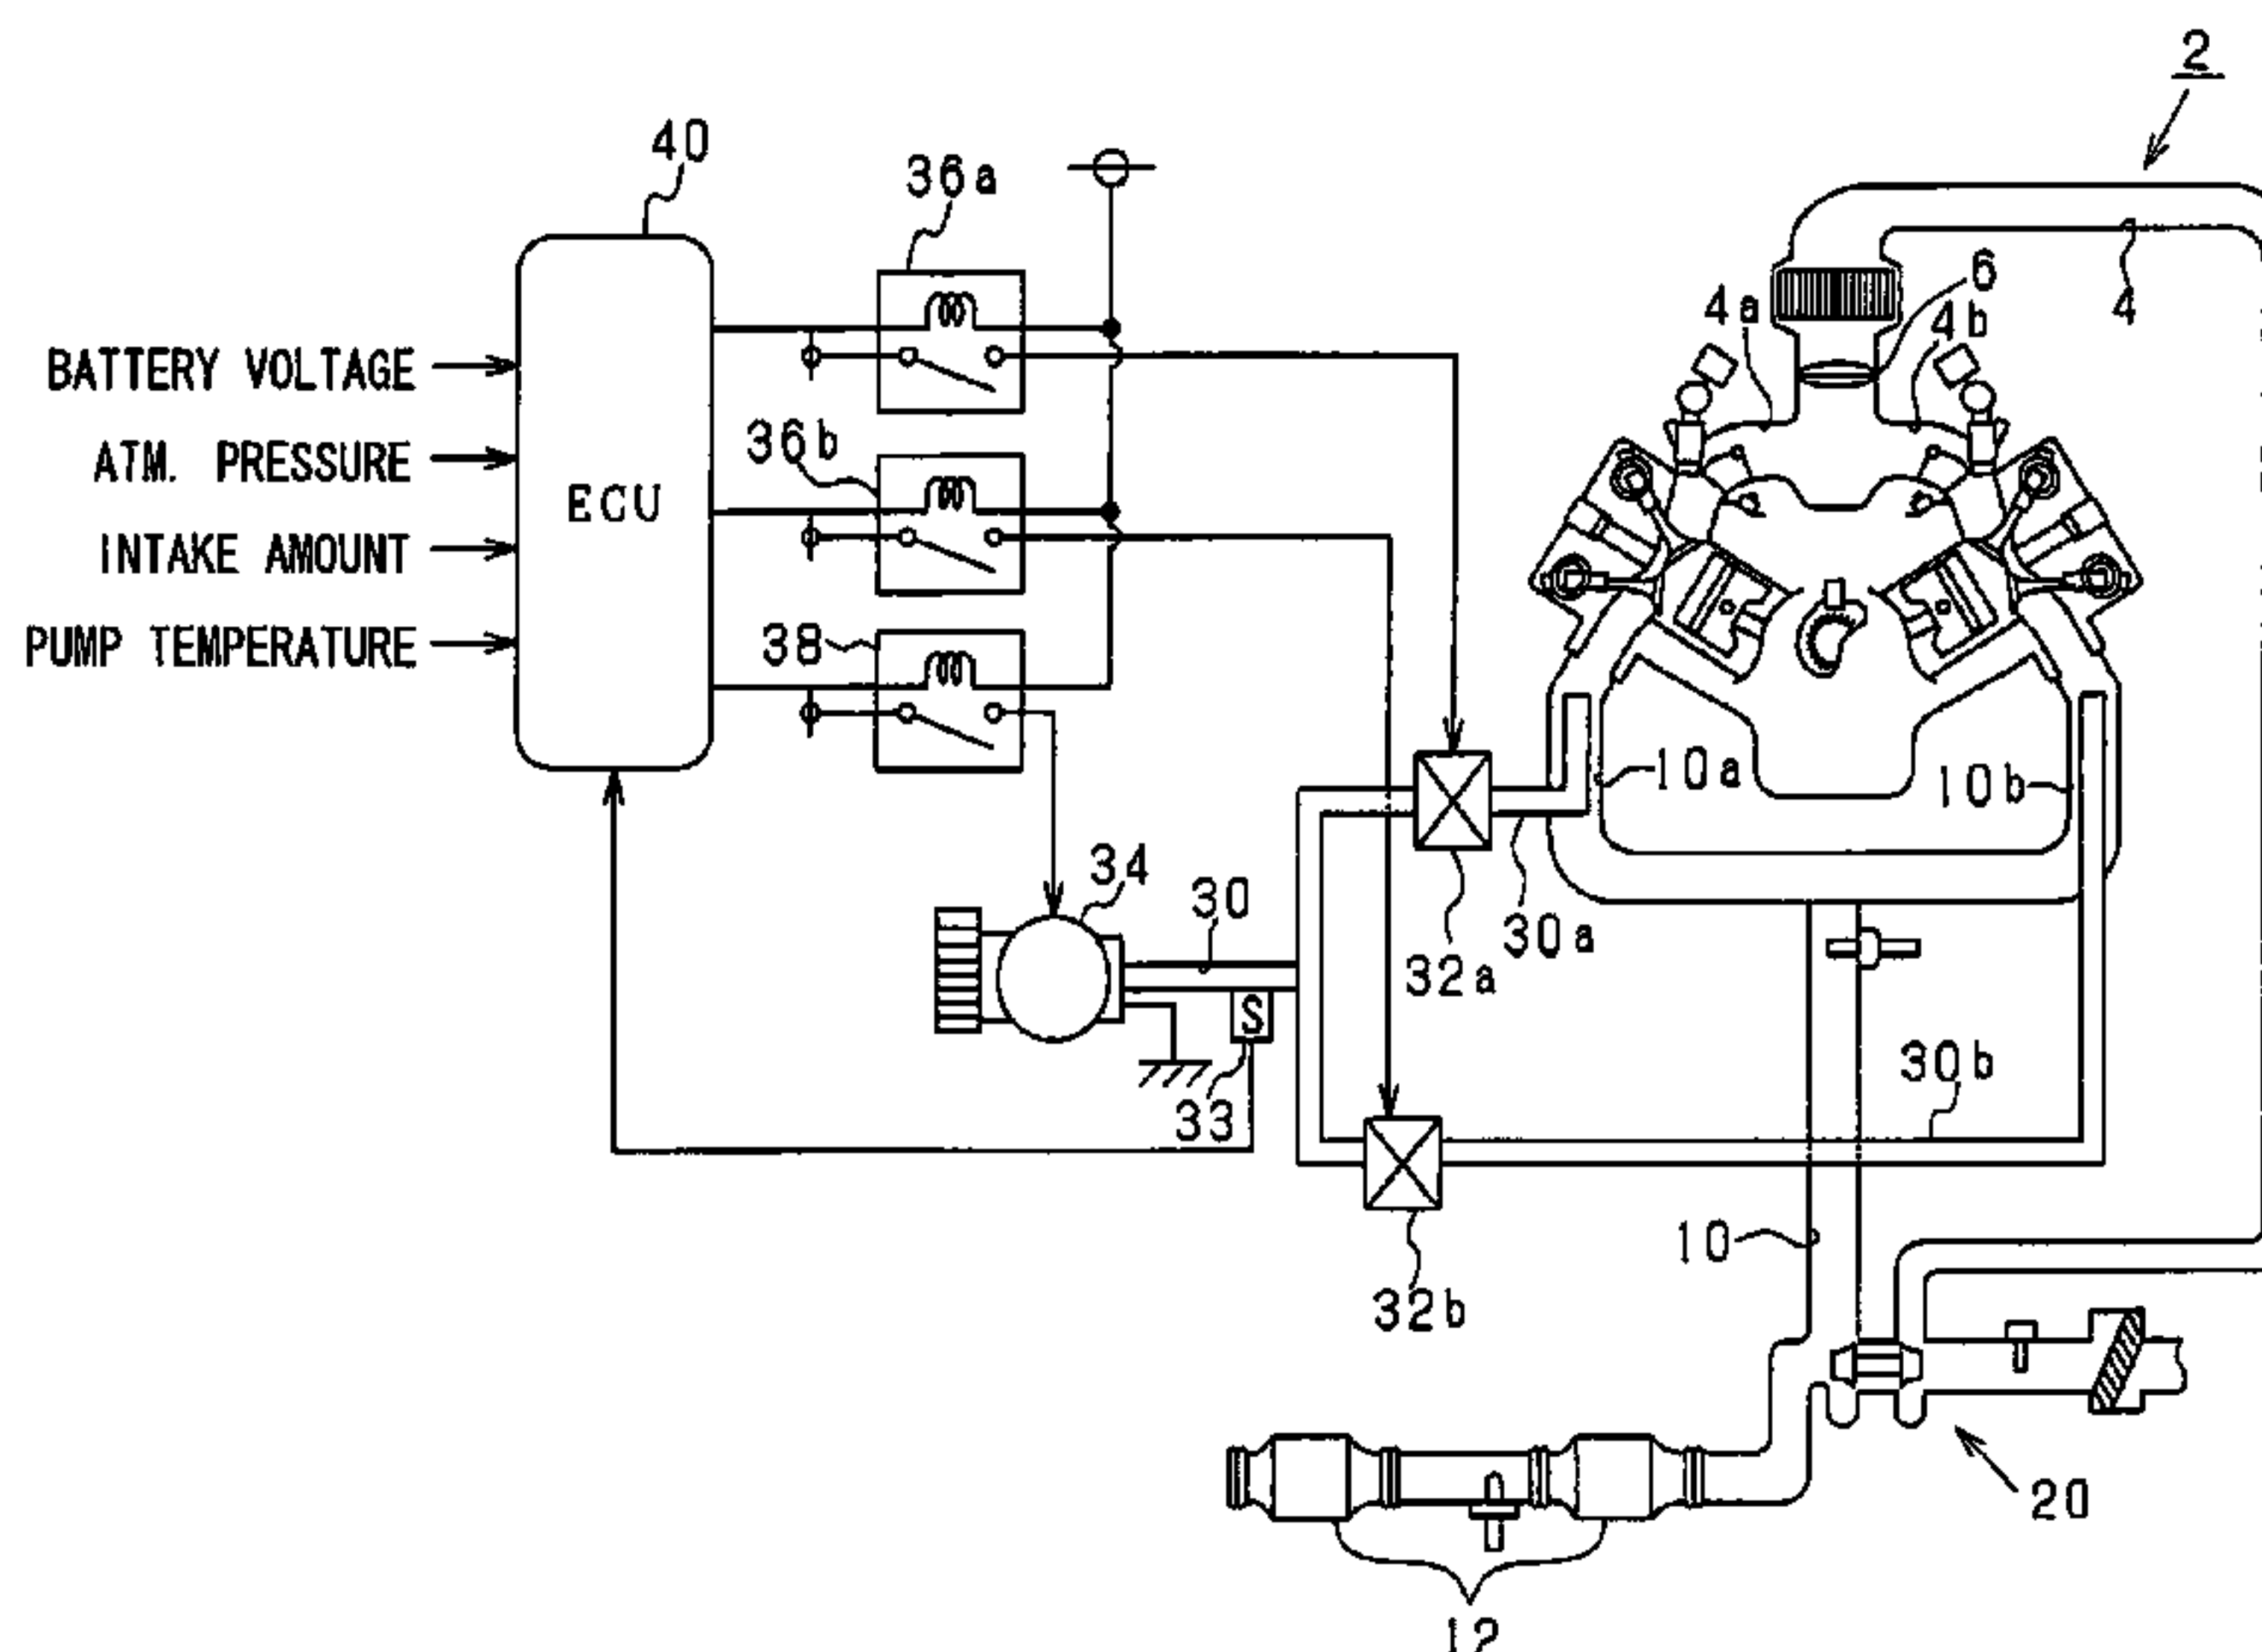 2
40
36a
6
4a
4b
4
BATTERY VOLTAGE
36b
ATM. PRESSURE
ECU
INTAKE AMOUNT
PUMP TEMPERATURE
38
10a
10b
34
30
30a
32a
S
33
30b
10
32b
20
12